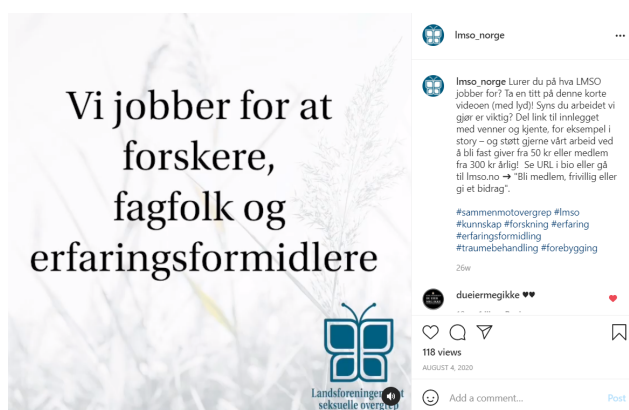 Vi jobber for at
forskere,
fagfolk og
erfaringsformidlere
Landsforeningen
seksuelle overgrep
lmso_norge
lmso_norge Lurer du på hva LMSO
jobber for? Ta en titt på denne korte
videoen (med lyd)! Syns du arbeidet vi
gjør er viktig? Del link til innlegget
med venner og kjente, for eksempel i
story – og støtt gjerne vårt arbeid ved
å bli fast giver fra 50 kr eller medlem
fra 300 kr årlig! Se URL i bio eller gå
til lmso.no ➔ "Bli medlem, frivillig eller
gi et bidrag".
#sammenmotovergrep #lmso
#kunnskap #forskning #erfaring
#erfaringsformidling
#traumebehandling #forebygging
26w
dueiermegikke ♥♥
118 views
AUGUST 4, 2020
Add a comment...
Post